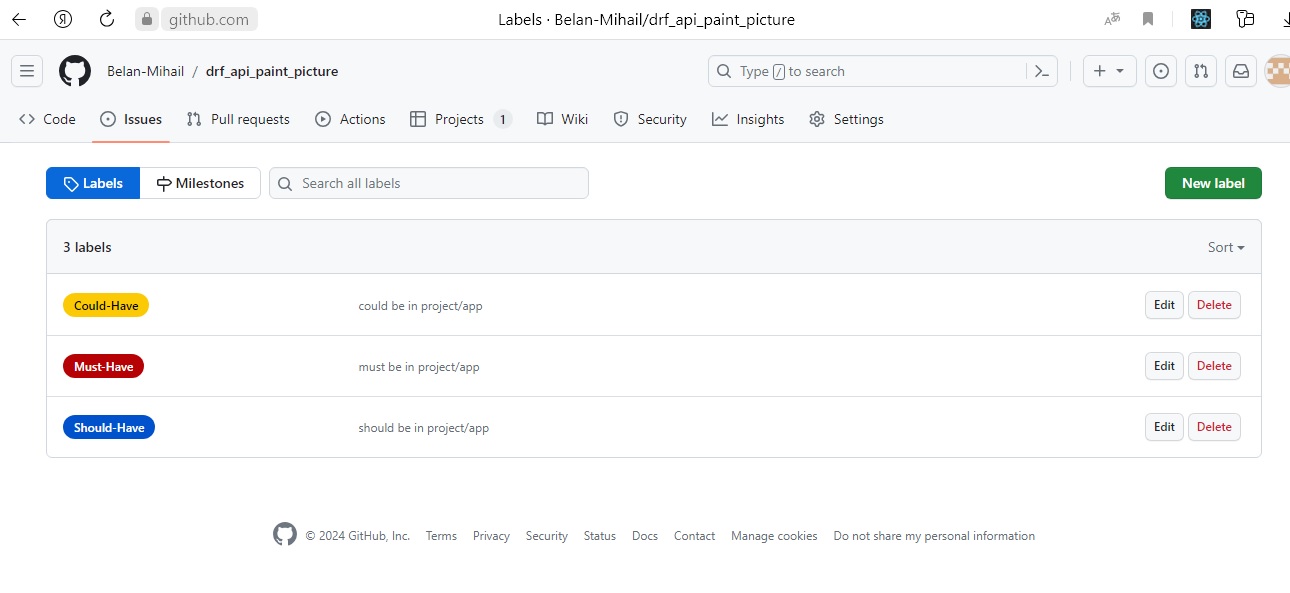 github.com Labels · Belan-Mihail/drf_api_paint_picture
Belan-Mihail / drf_api_paint_picture Type / to search
Code Issues Pull requests Actions Projects 1 Wiki Security Insights Settings
Labels Milestones Search all labels New label
3 labels Sort
Could-Have could be in project/app Edit Delete
Must-Have must be in project/app Edit Delete
Should-Have should be in project/app Edit Delete
© 2024 GitHub, Inc. Terms Privacy Security Status Docs Contact Manage cookies Do not share my personal information